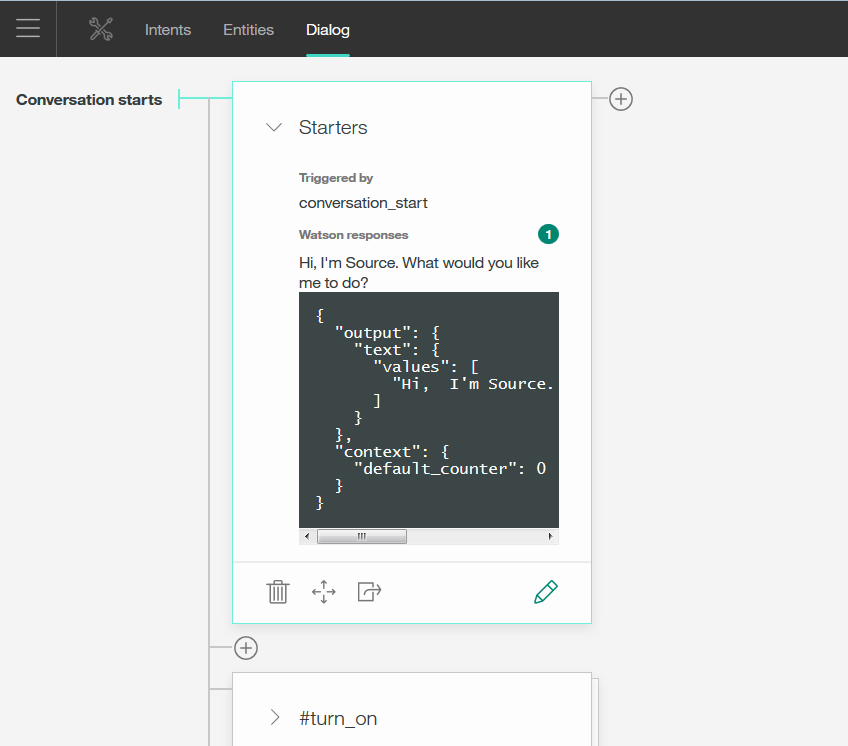 Intents Entities Dialog
Conversation starts
Starters
Triggered by
conversation_start
Watson responses 1
Hi, I'm Source. What would you like
me to do?
{
"output": {
"text": {
"values": [
"Hi,  I'm Source.
]
}
},
"context": {
"default_counter": 0
}
}
#turn_on